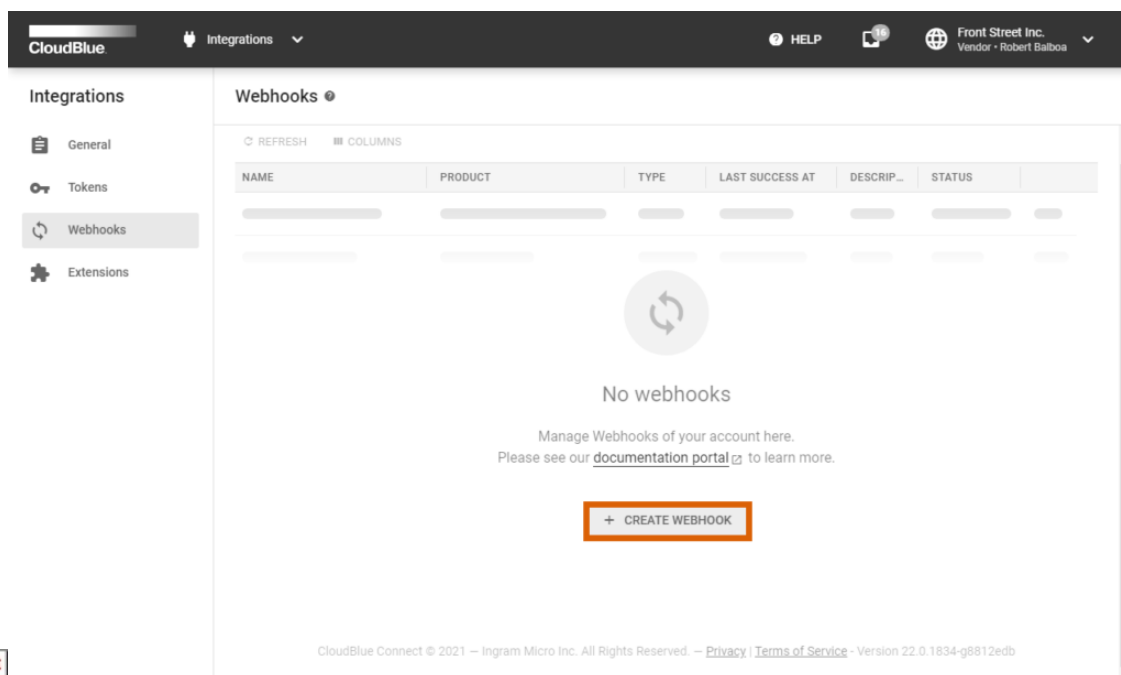 CloudBlue
Integrations
HELP
16
Front Street Inc.
Vendor • Robert Balboa
Integrations
General
Tokens
Webhooks
Extensions
Webhooks
REFRESH COLUMNS
NAME PRODUCT TYPE LAST SUCCESS AT DESCRIP... STATUS
No webhooks
Manage Webhooks of your account here.
Please see our documentation portal to learn more.
+ CREATE WEBHOOK
CloudBlue Connect © 2021 — Ingram Micro Inc. All Rights Reserved. — Privacy | Terms of Service - Version 22.0.1834-g8812edb